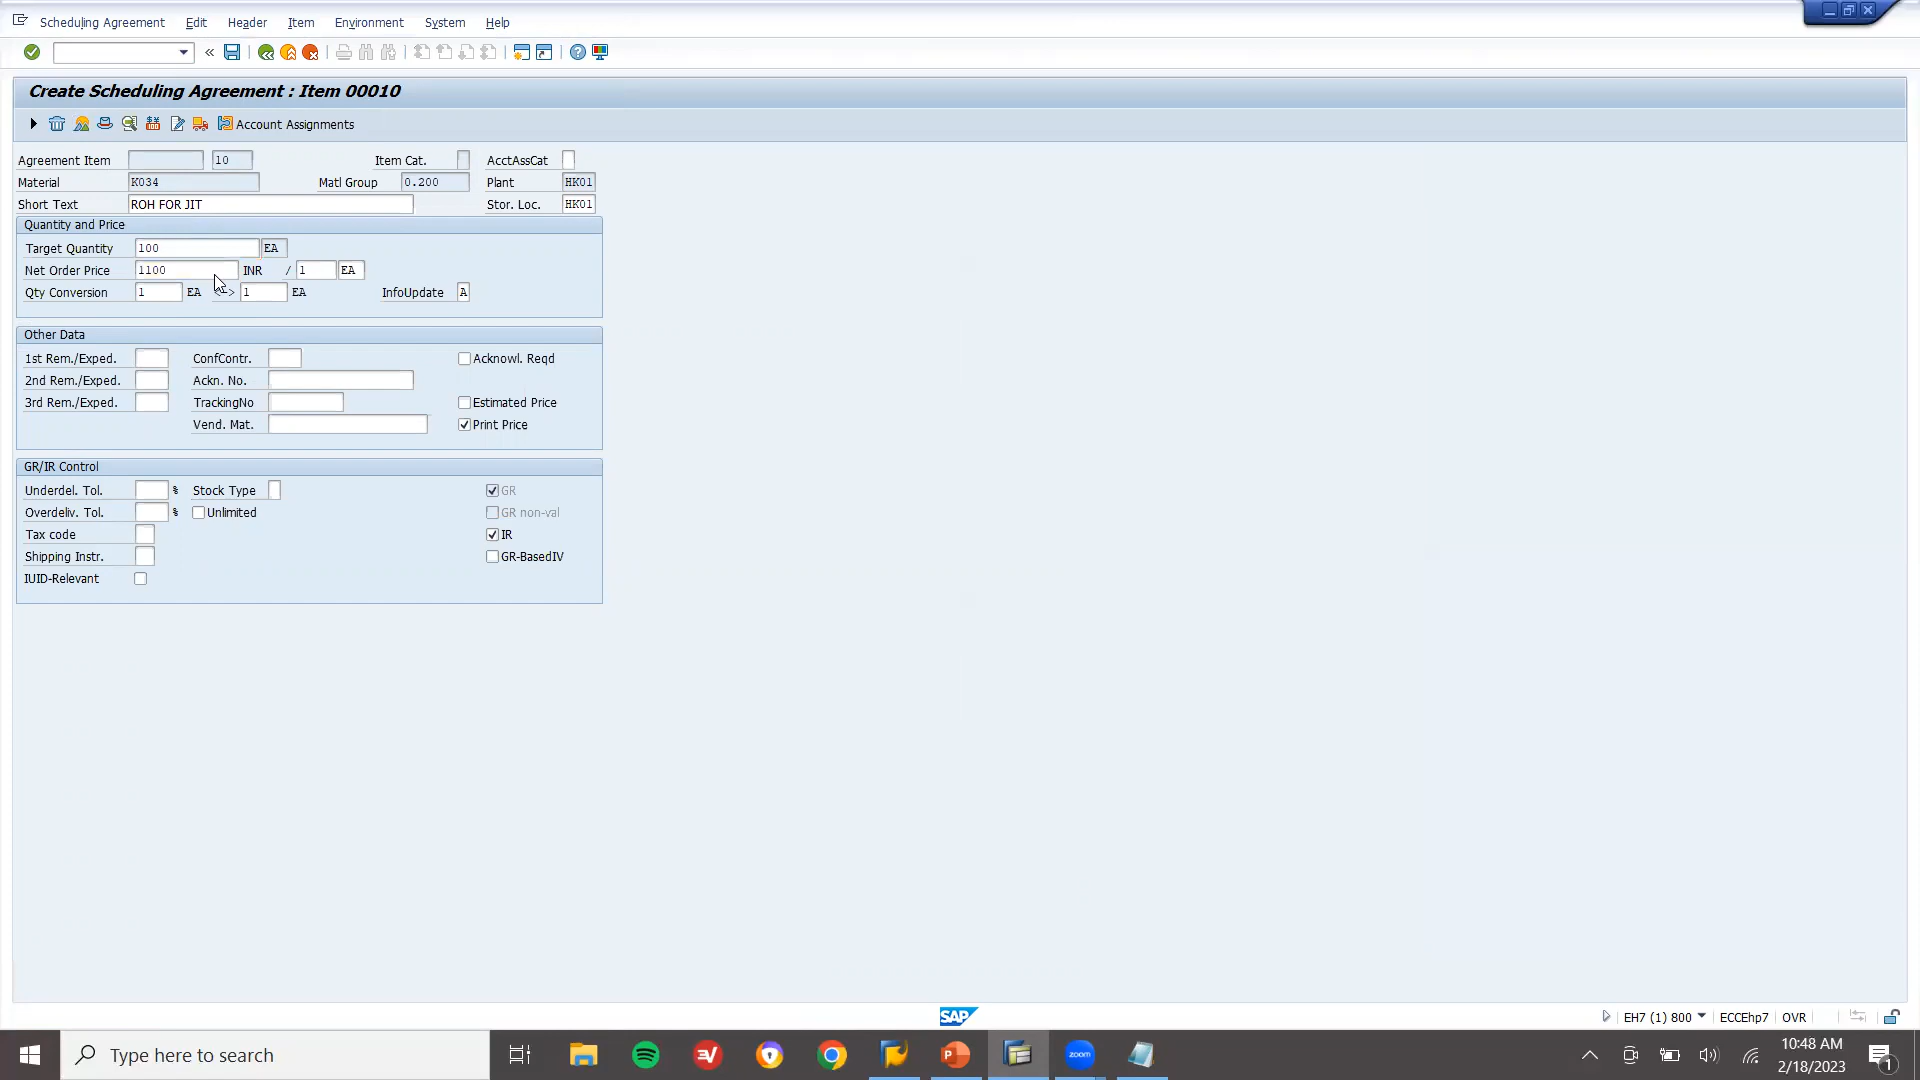 Scheduling Agreement Edit Header Item Environment System Help
«
Create Scheduling Agreement : Item 00010
Account Assignments
Agreement Item 10 Item Cat. AcctAssCat
Material K034 Matl Group 0.200 Plant HK01
Short Text ROH FOR JIT Stor. Loc. HK01
Quantity and Price
Target Quantity 100 EA
Net Order Price 1100 INR / 1 EA
Qty Conversion 1 EA <-> 1 EA InfoUpdate A
Other Data
1st Rem./Exped. ConfContr. Acknowl. Reqd
2nd Rem./Exped. Ackn. No.
3rd Rem./Exped. TrackingNo Estimated Price
Vend. Mat. Print Price
GR/IR Control
Underdel. Tol. % Stock Type GR
Overdeliv. Tol. % Unlimited GR non-val
Tax code IR
Shipping Instr. GR-BasedIV
IUID-Relevant
SAP EH7 (1) 800 ECCEhp7 OVR
Type here to search zoom 10:48 AM
2/18/2023 1